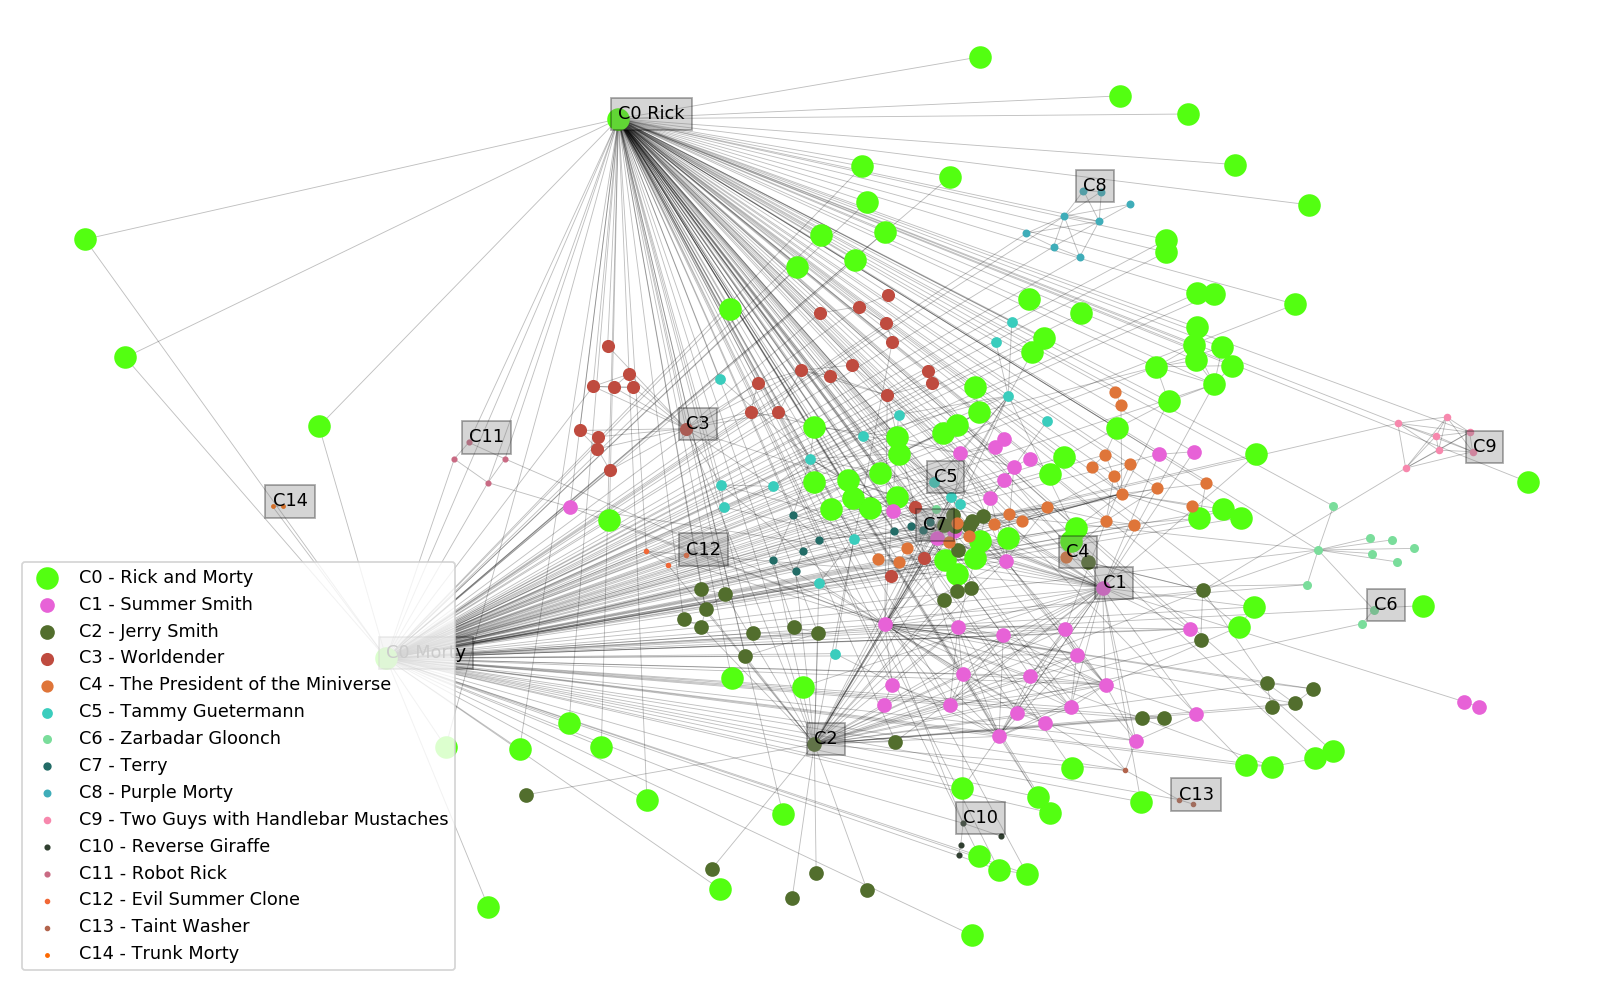 C0 Rick
C8
C3
C11
C9
C5
C14
C7
C12
C4
C1
C6
C0 Morty
C2
C13
C10
C0 - Rick and Morty
C1 - Summer Smith
C2 - Jerry Smith
C3 - Worldender
C4 - The President of the Miniverse
C5 - Tammy Guetermann
C6 - Zarbadar Gloonch
C7 - Terry
C8 - Purple Morty
C9 - Two Guys with Handlebar Mustaches
C10 - Reverse Giraffe
C11 - Robot Rick
C12 - Evil Summer Clone
C13 - Taint Washer
C14 - Trunk Morty